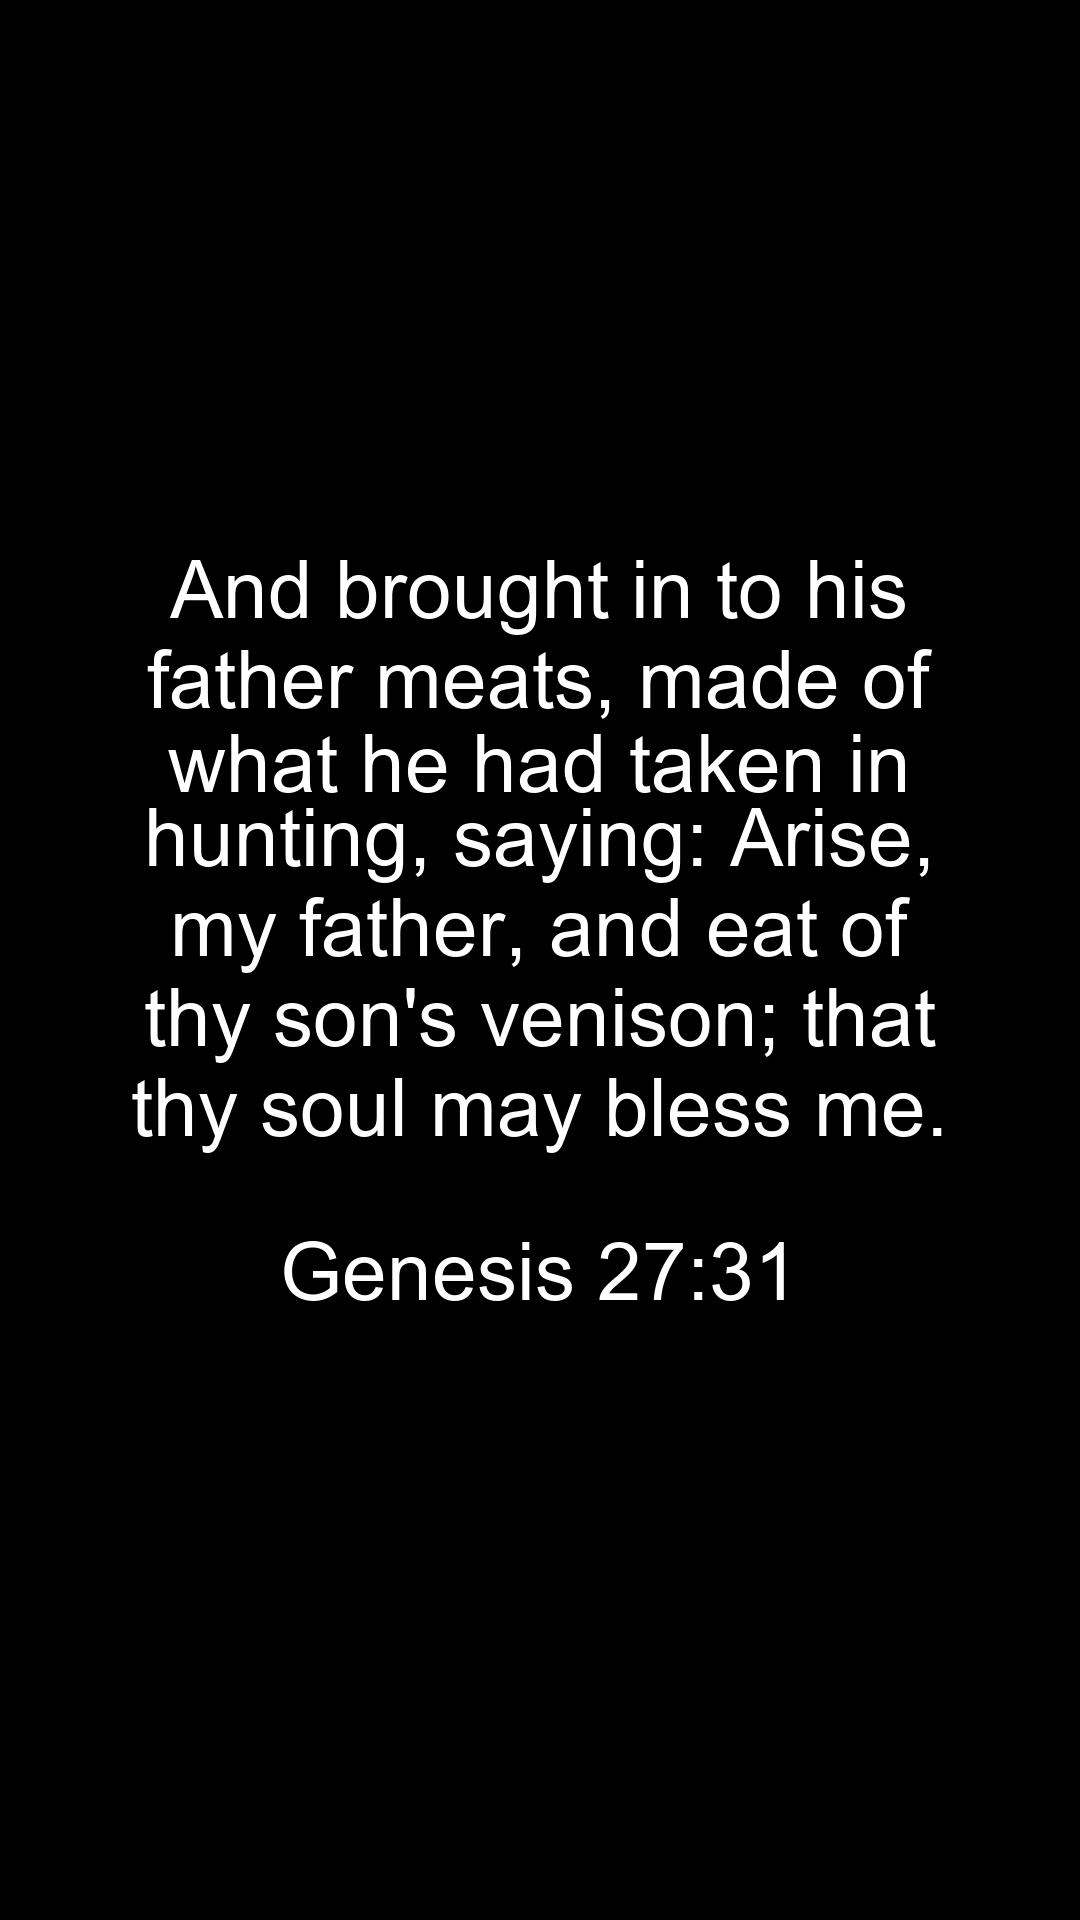 And brought in to his
father meats, made of
what he had taken in
hunting, saying: Arise,
my father, and eat of
thy son's venison; that
thy soul may bless me.
Genesis 27:31